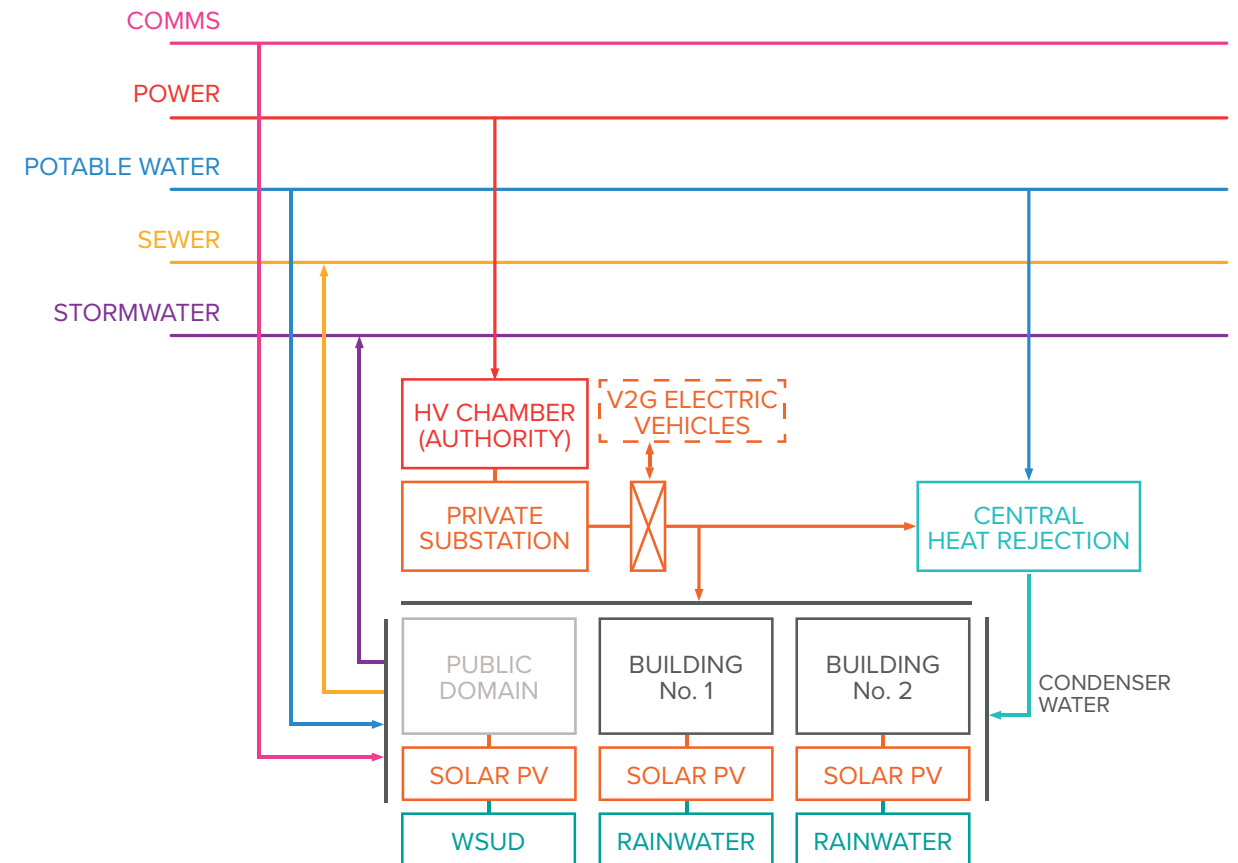 COMMS
POWER
POTABLE WATER
SEWER
STORMWATER
HV CHAMBER
(AUTHORITY)
V2G ELECTRIC
VEHICLES
PRIVATE
SUBSTATION
CENTRAL
HEAT REJECTION
PUBLIC
DOMAIN
BUILDING
No. 1
BUILDING
No. 2
CONDENSER
WATER
SOLAR PV
SOLAR PV
SOLAR PV
WSUD
RAINWATER
RAINWATER